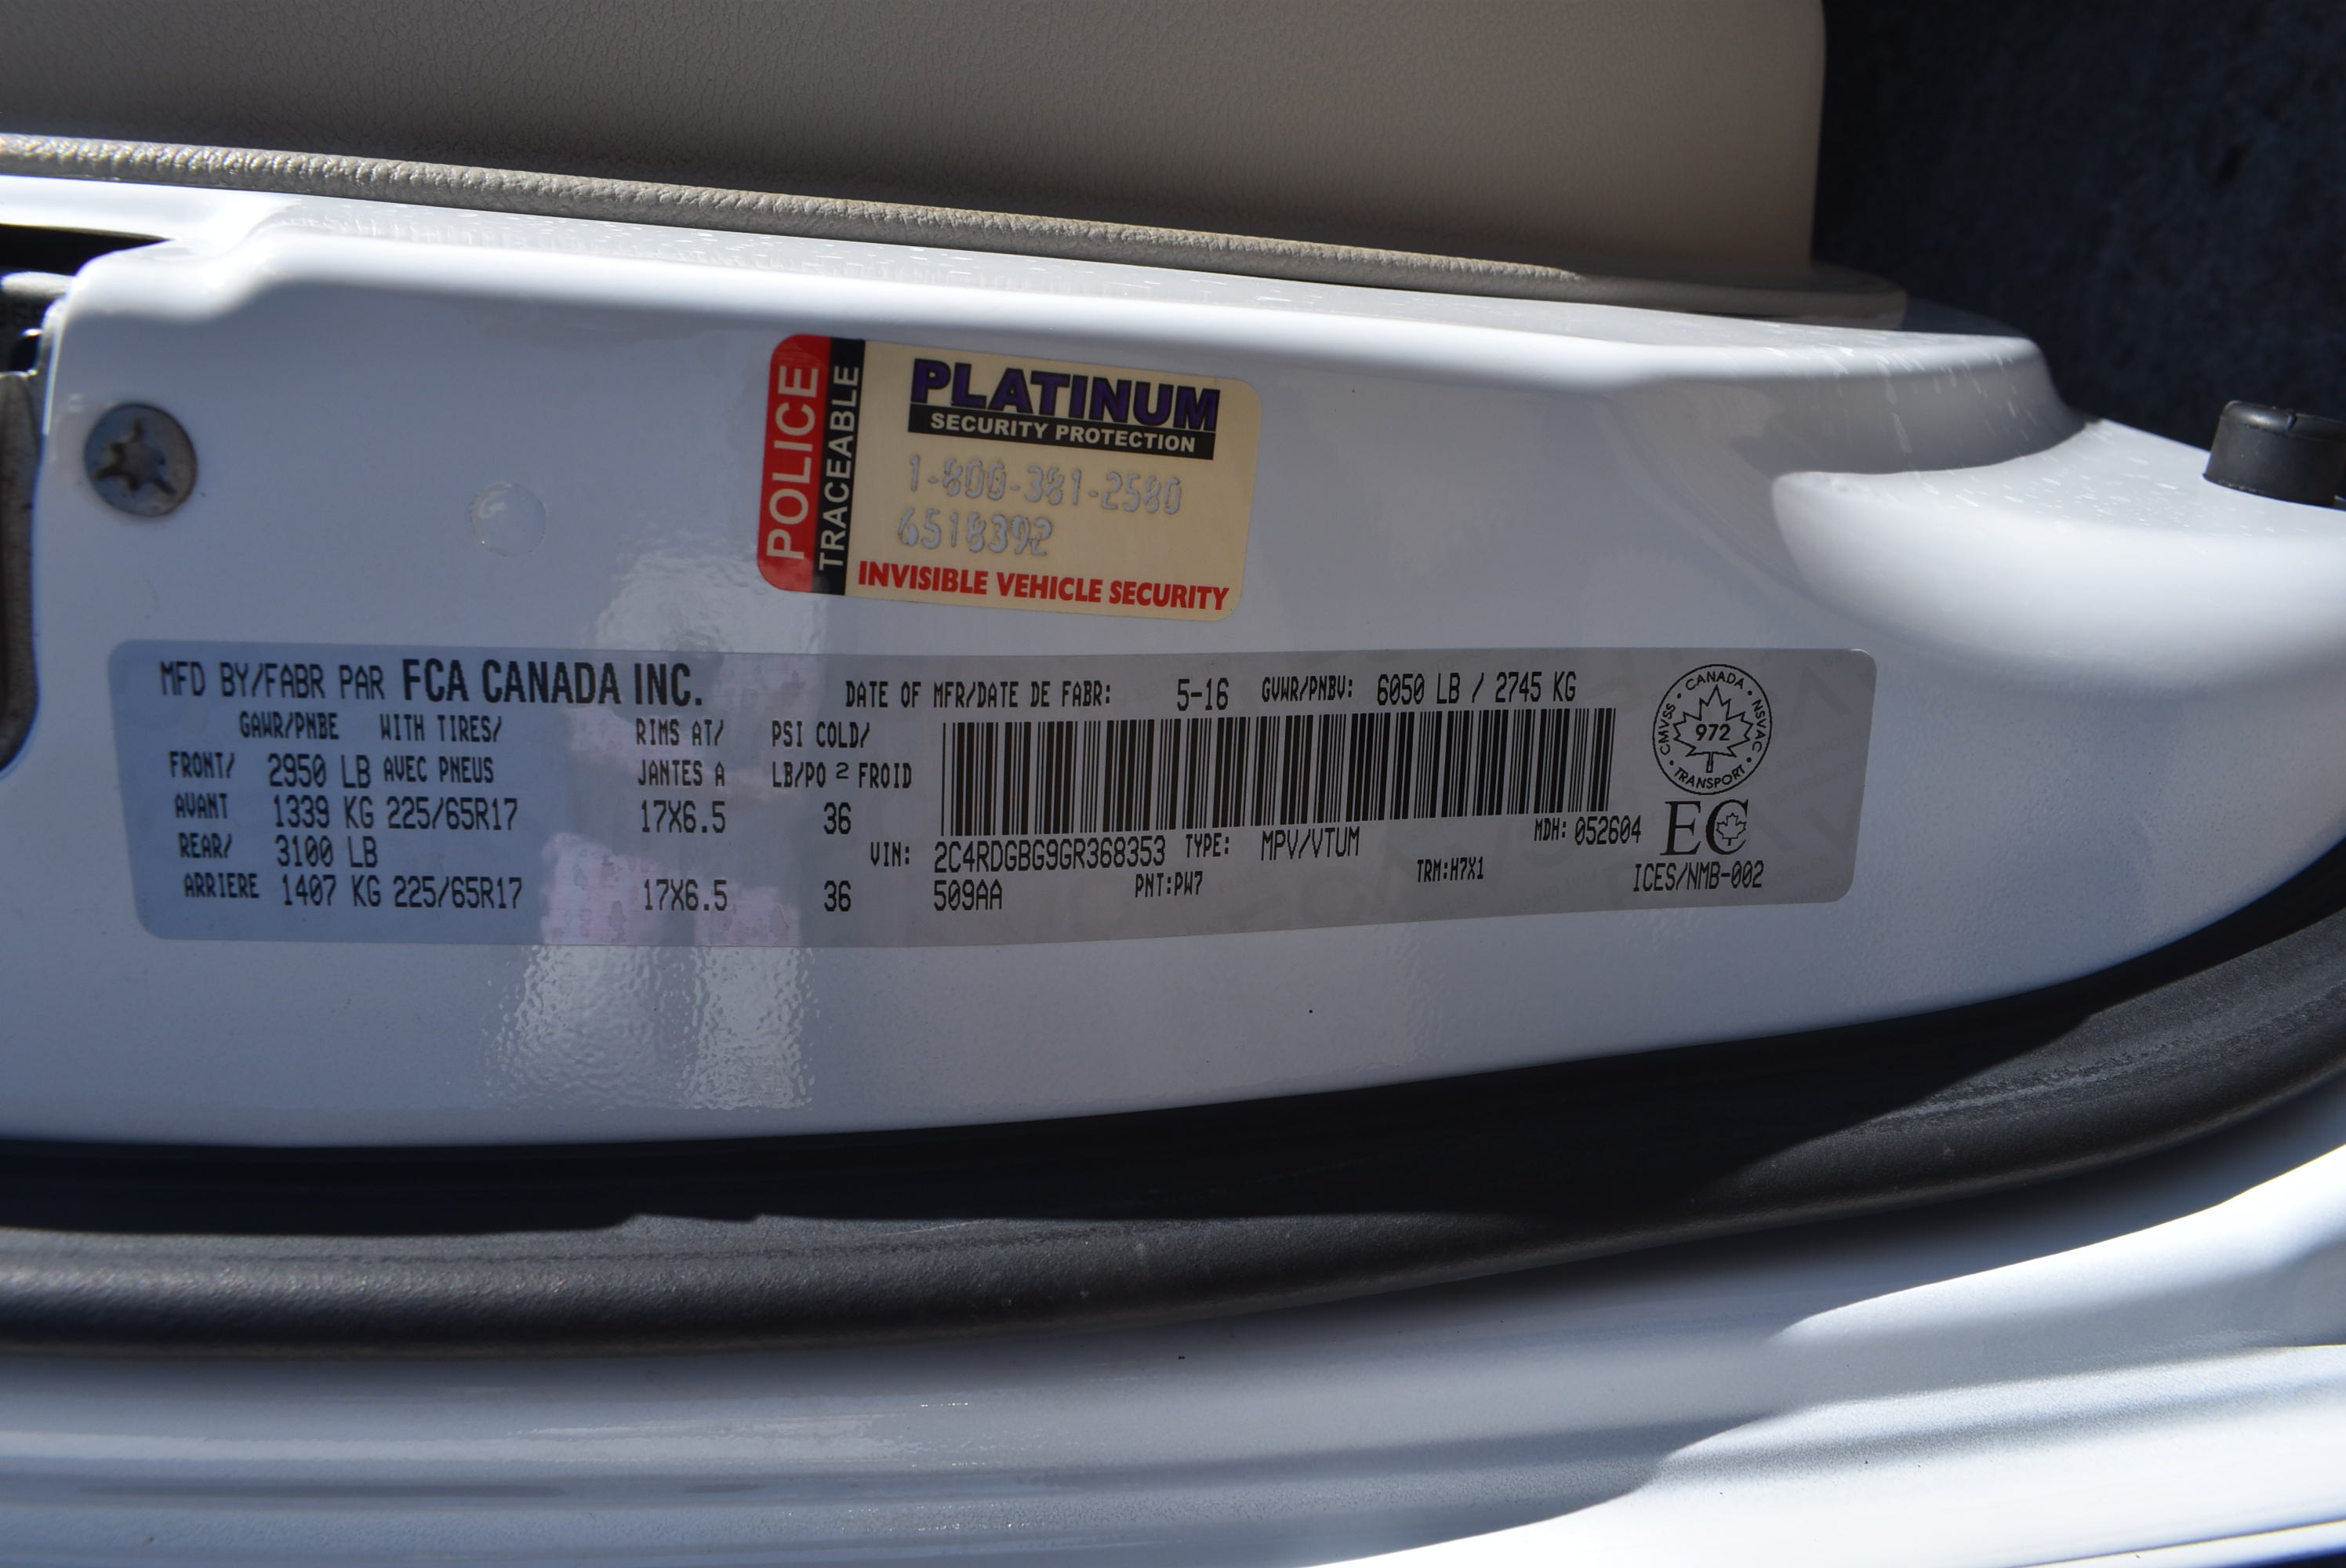 POLICE
TRACEABLE
PLATINUM
SECURITY PROTECTION
1-800-381-2580
6518392
INVISIBLE VEHICLE SECURITY
MFD BY/FABR PAR FCA CANADA INC. DATE OF MFR/DATE DE FABR: 5-16 GVWR/PNBV: 6050 LB / 2745 KG
GAWR/PNBE WITH TIRES/ RIMS AT/ PSI COLD/
FRONT/ 2950 LB AVEC PNEUS JANTES A LB/PO 2 FROID
AVANT 1339 KG 225/65R17 17X6.5 36
REAR/ 3100 LB
VIN: 2C4RDGBG9GR368353 TYPE: MPV/VTUM MDH: 052604
ARRIERE 1407 KG 225/65R17 17X6.5 36 509AA PNT:PW7 TRM:H7X1
CANADA
CMVSS 972 NSVAC
TRANSPORT
EC
ICES/NMB-002